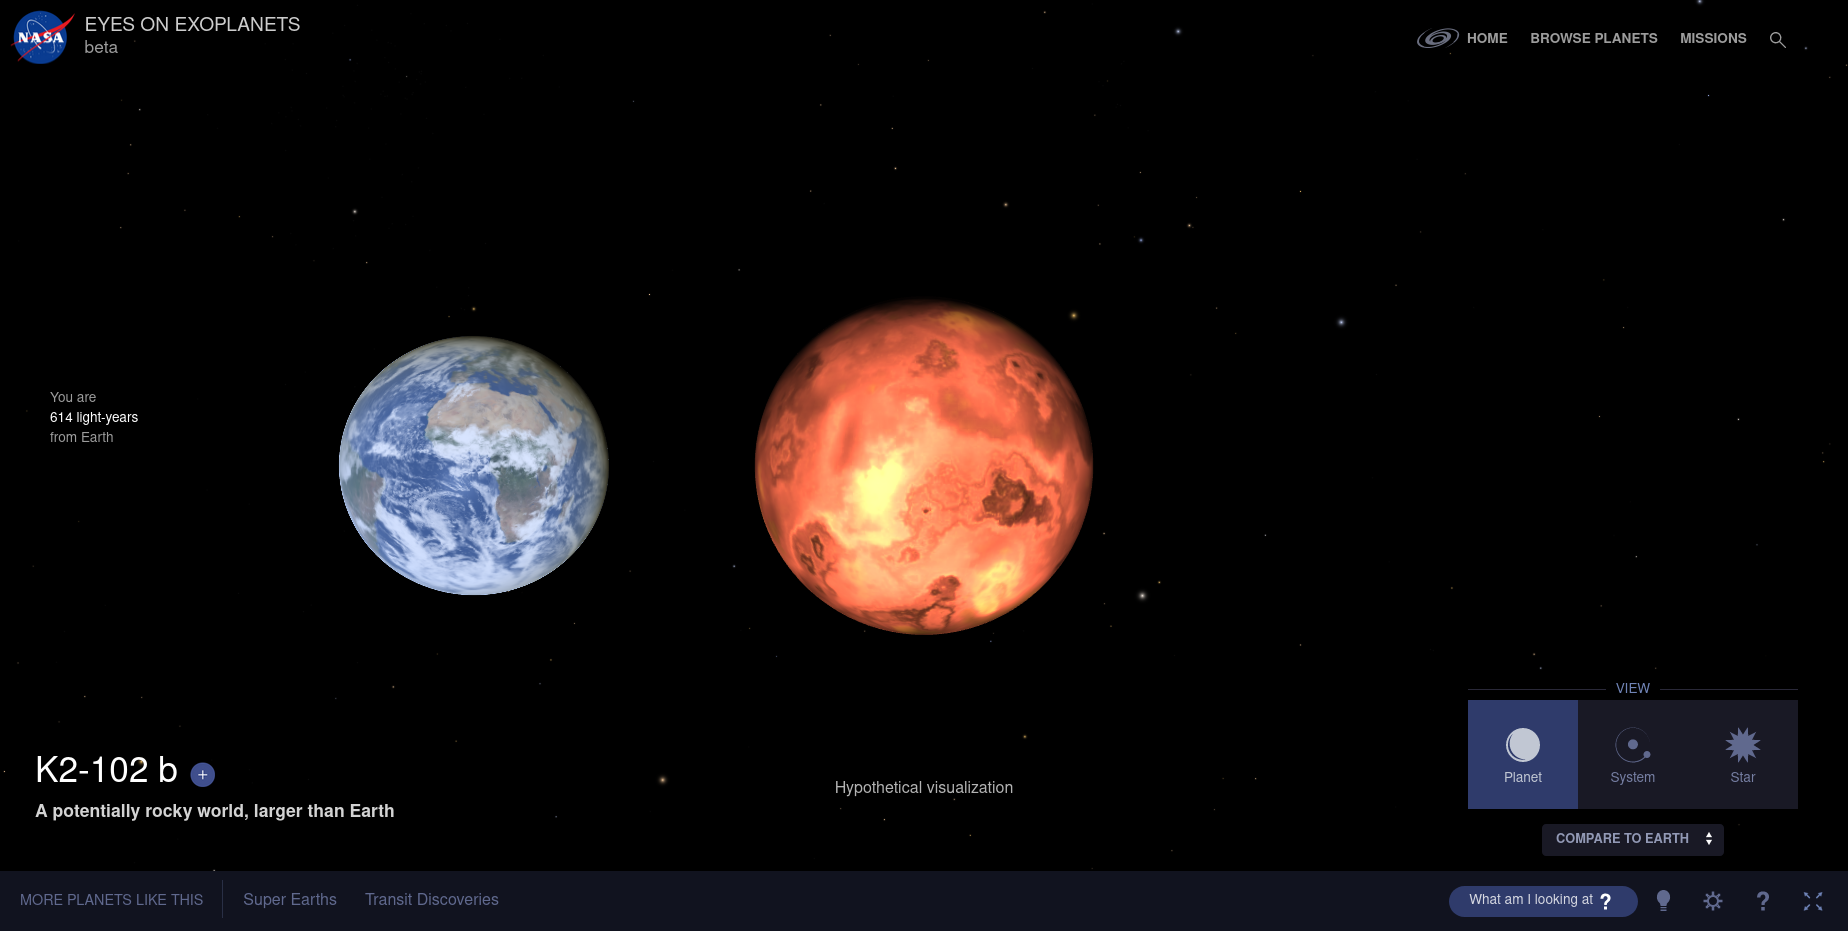 NASA
EYES ON EXOPLANETS
beta
HOME
BROWSE PLANETS
MISSIONS
You are
614 light-years
from Earth
VIEW
Planet
System
Star
K2-102 b +
A potentially rocky world, larger than Earth
Hypothetical visualization
COMPARE TO EARTH
MORE PLANETS LIKE THIS
Super Earths
Transit Discoveries
What am I looking at ?
?